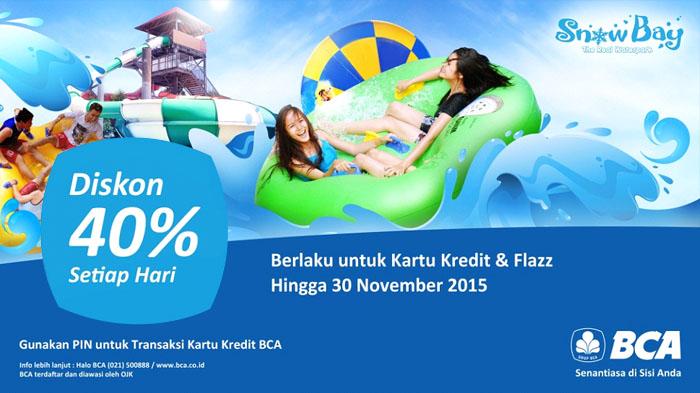 SnowBay
The Real Waterpark
Diskon
40%
Setiap Hari
Berlaku untuk Kartu Kredit & Flazz
Hingga 30 November 2015
Gunakan PIN untuk Transaksi Kartu Kredit BCA
Info lebih lanjut : Halo BCA (021) 500888 / www.bca.co.id
BCA terdaftar dan diawasi oleh OJK
BCA
Senantiasa di Sisi Anda